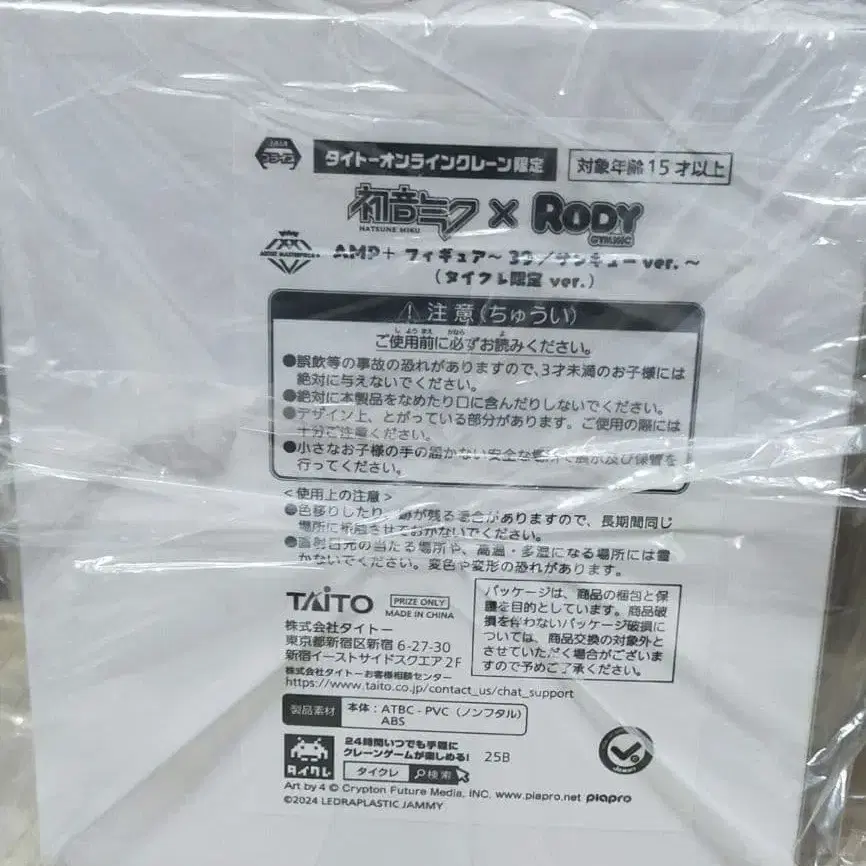 タイトーオンラインクレーン限定
対象年齢15才以上
初音ミク × RODY
HATSUNE MIKU
GYMNIC
ARTIST MASTERPIECE+
AMP+ フィギュア～39/サンキューver.～
(タイクレ限定 ver.)
注意(ちゅうい)
しようまえ かなら よ
ご使用前に必ずお読みください。
●誤飲等の事故の恐れがありますので、3才未満のお子様には
絶対に与えないでください。
●絶対に本製品をなめたり口に含んだりしないでください。
●デザイン上、とがっている部分があります。ご使用の際には
十分ご注意ください。
●小さなお子様の手の届かない安全な場所で展示及び保管を
行ってください。
<使用上の注意>
●色移りしたり、跡が残る場合がありますので、長期間同じ
場所に接触させておかないでください。
●直射日光の当たる場所や、高温・多湿になる場所には置
かないでください。変色や変形の恐れがあります。
TAITO
PRIZE ONLY
MADE IN CHINA
株式会社タイトー
東京都新宿区新宿 6-27-30
新宿イーストサイドスクエア 2F
株式会社タイトーお客様相談センター
https://www.taito.co.jp/contact_us/chat_support
パッケージは、商品の梱包と保
護を目的としています。商品破
損を伴わないパッケージ破損に
ついては、商品交換の対象外と
させていただく場合がございま
すので予めご了承ください。
製品素材
本体：ATBC-PVC（ノンフタル）
ABS
タイクレ
24時間いつでも手軽に
クレーンゲームが楽しめる!
タイクレ
検索
25B
Art by 4 © Crypton Future Media, INC. www.piapro.net piapro
©2024 LEDRAPLASTIC JAMMY